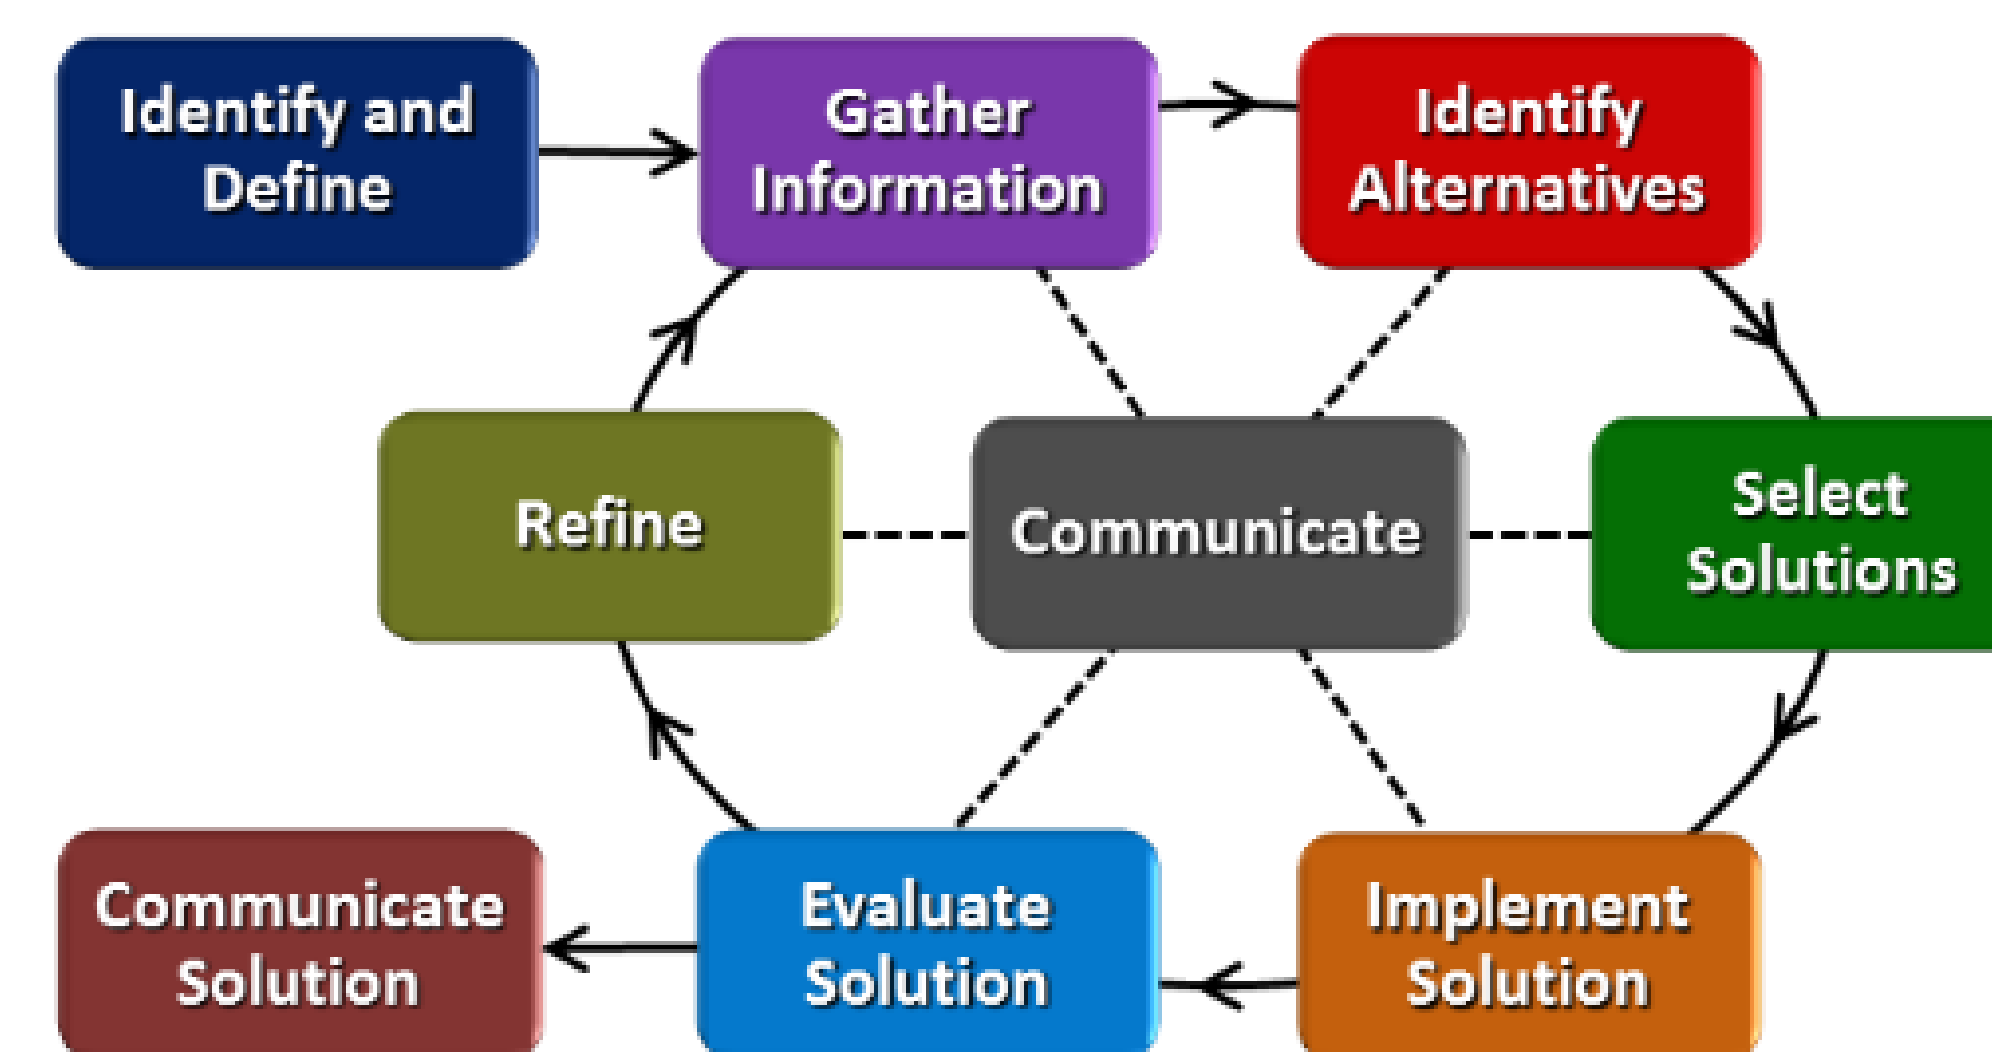 Identify and
Define
Gather
Information
Identify
Alternatives
Refine
Communicate
Select
Solutions
Communicate
Solution
Evaluate
Solution
Implement
Solution